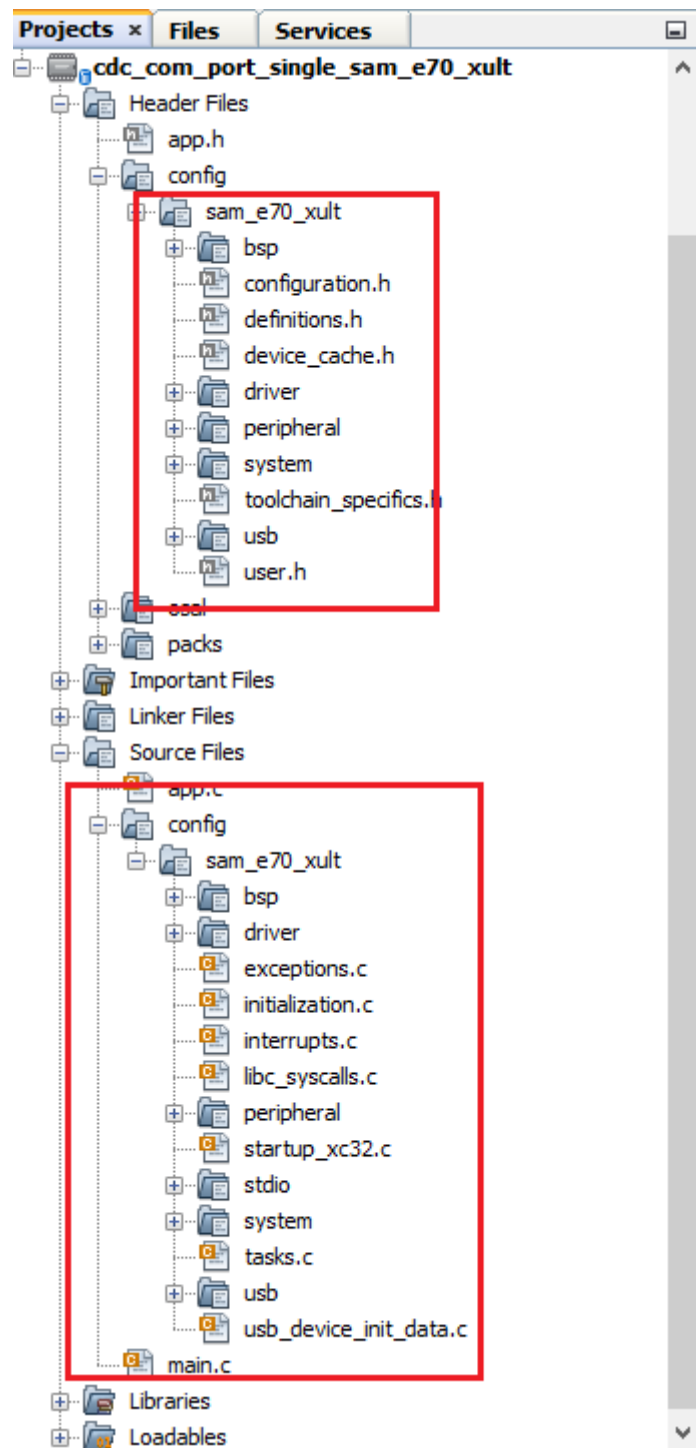 Projects × Files Services
cdc_com_port_single_sam_e70_xult
Header Files
app.h
config
sam_e70_xult
bsp
configuration.h
definitions.h
device_cache.h
driver
peripheral
system
toolchain_specifics.h
usb
user.h
osal
packs
Important Files
Linker Files
Source Files
app.c
config
sam_e70_xult
bsp
driver
exceptions.c
initialization.c
interrupts.c
libc_syscalls.c
peripheral
startup_xc32.c
stdio
system
tasks.c
usb
usb_device_init_data.c
main.c
Libraries
Loadables